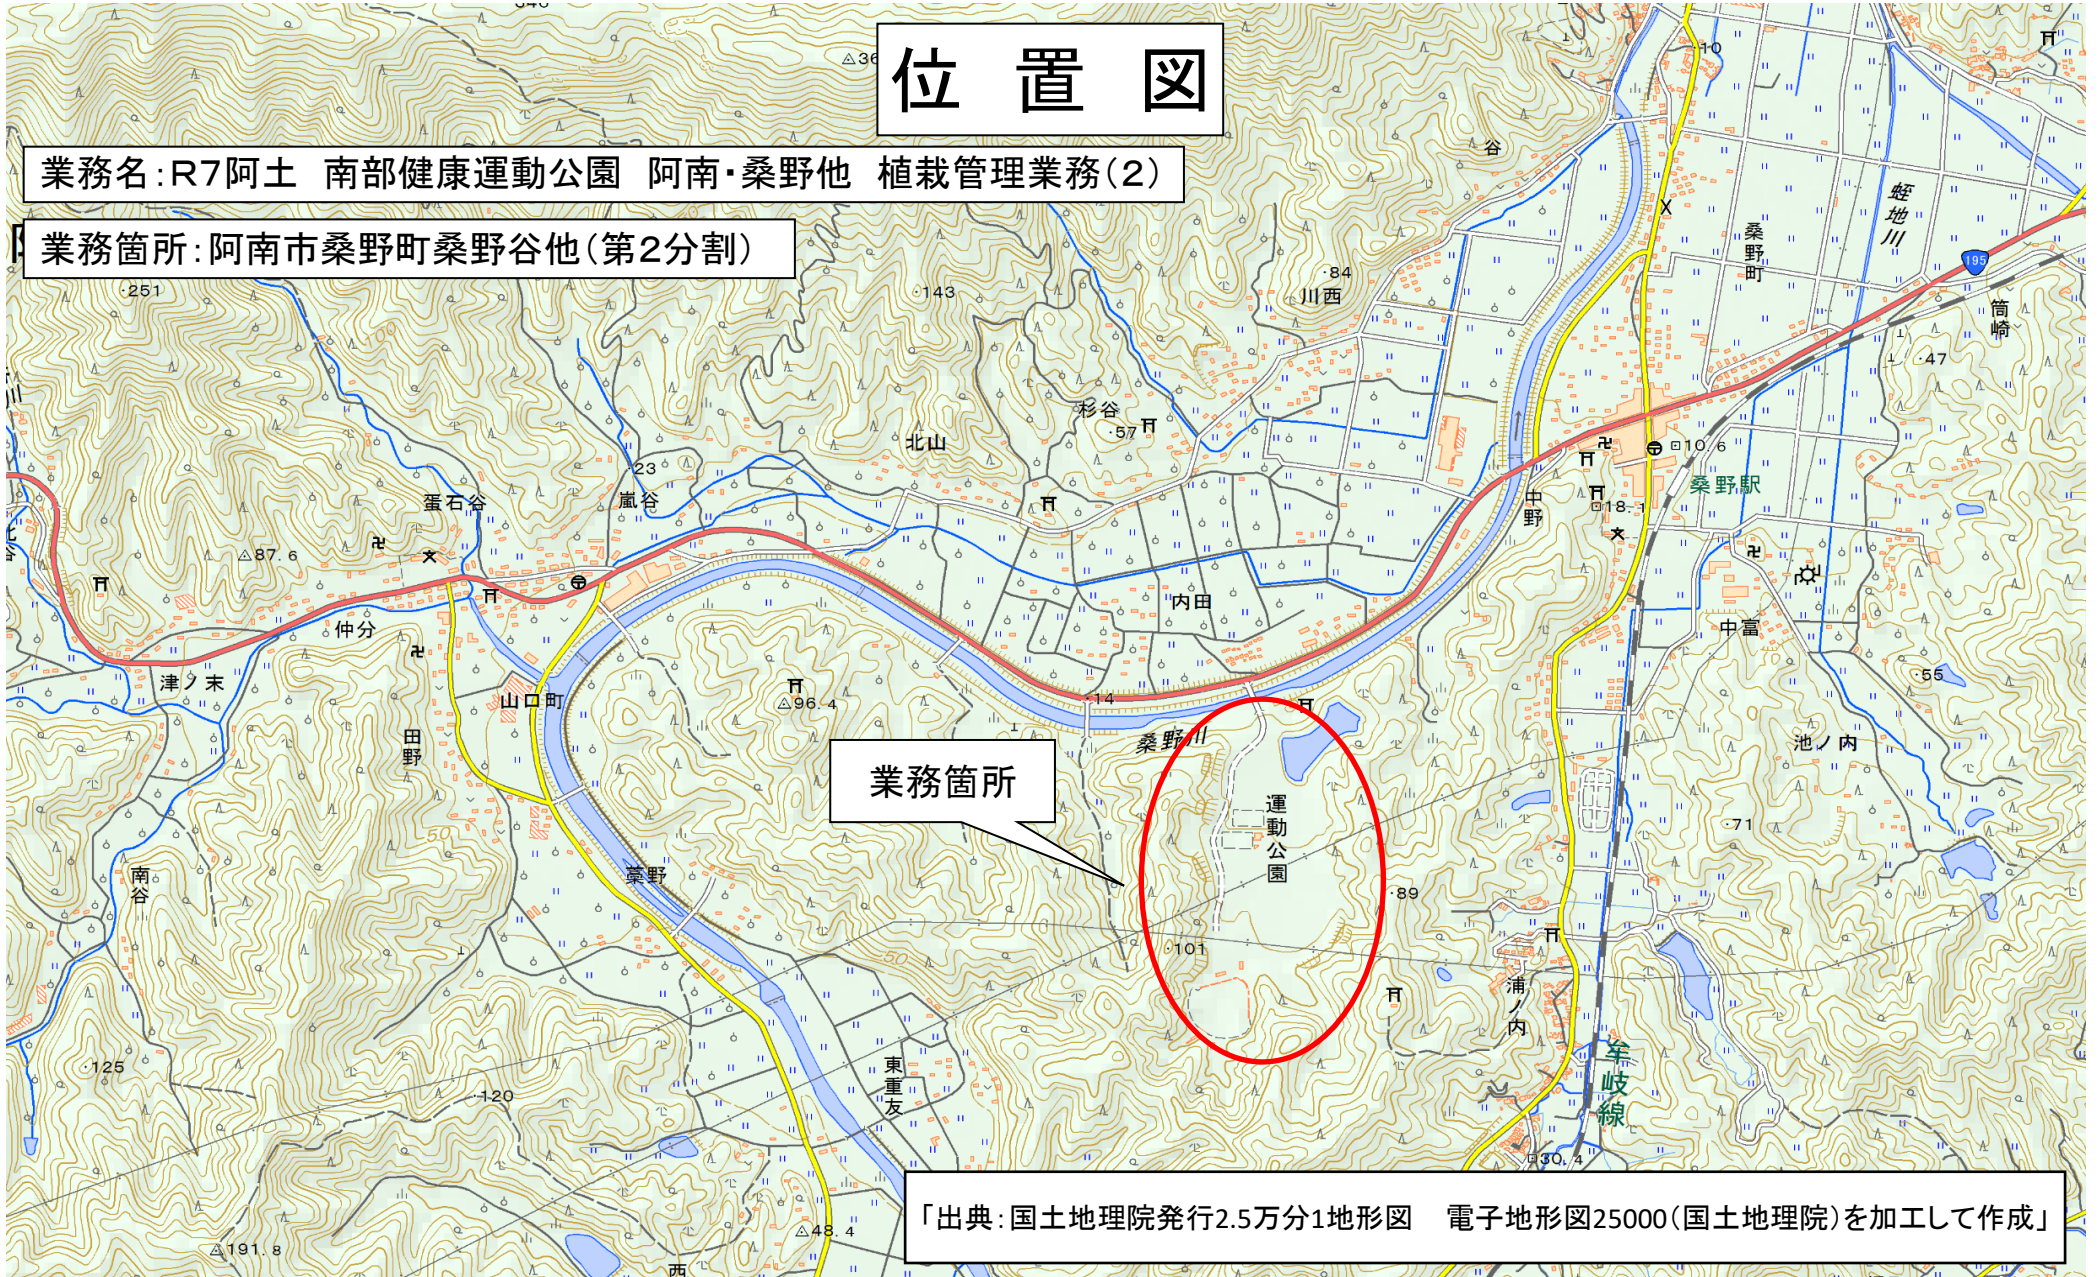 位 置 図
業務名:R7阿土 南部健康運動公園 阿南・桑野他 植栽管理業務(2)
業務箇所:阿南市桑野町桑野谷他(第2分割)
10
谷
蛭地川
桑野町
195
筒崎
251
143
84
川西
47
杉谷
57
北山
10.6
桑野駅
23
嵐谷
蛋石谷
中野
18.1
87.6
内田
仲分
中富
津ノ末
山口町
96.4
14
55
田野
桑野川
池ノ内
業務箇所
運動公園
71
50
南谷
藁野
89
101
50
浦ノ内
125
東重友
牟岐線
120
30.4
「出典:国土地理院発行2.5万分1地形図 電子地形図25000(国土地理院)を加工して作成」
48.4
191.8
西